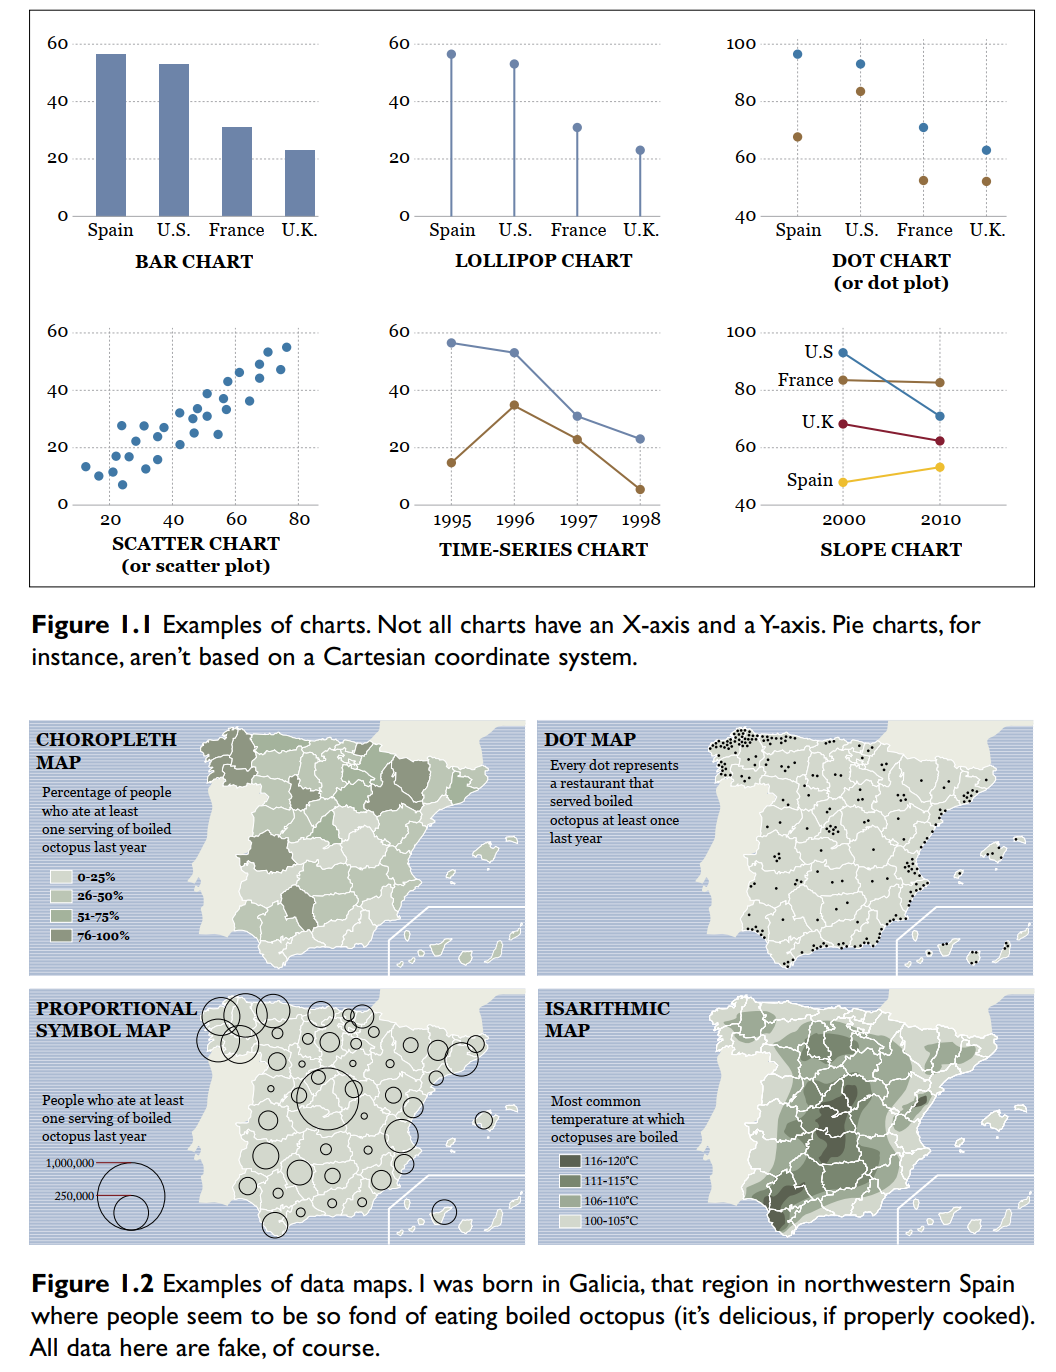 60
40
20
0
Spain U.S. France U.K.
BAR CHART
60
40
20
0
Spain U.S. France U.K.
LOLLIPOP CHART
100
80
60
40
Spain U.S. France U.K.
DOT CHART
(or dot plot)
60
40
20
0
20 40 60 80
SCATTER CHART
(or scatter plot)
60
40
20
0
1995 1996 1997 1998
TIME-SERIES CHART
100
80
60
40
U.S
France
U.K
Spain
2000 2010
SLOPE CHART
Figure 1.1 Examples of charts. Not all charts have an X-axis and a Y-axis. Pie charts, for
instance, aren’t based on a Cartesian coordinate system.
CHOROPLETH
MAP
Percentage of people
who ate at least
one serving of boiled
octopus last year
0-25%
26-50%
51-75%
76-100%
DOT MAP
Every dot represents
a restaurant that
served boiled
octopus at least once
last year
PROPORTIONAL
SYMBOL MAP
People who ate at least
one serving of boiled
octopus last year
1,000,000
250,000
ISARITHMIC
MAP
Most common
temperature at which
octopuses are boiled
116-120°C
111-115°C
106-110°C
100-105°C
Figure 1.2 Examples of data maps. I was born in Galicia, that region in northwestern Spain
where people seem to be so fond of eating boiled octopus (it’s delicious, if properly cooked).
All data here are fake, of course.